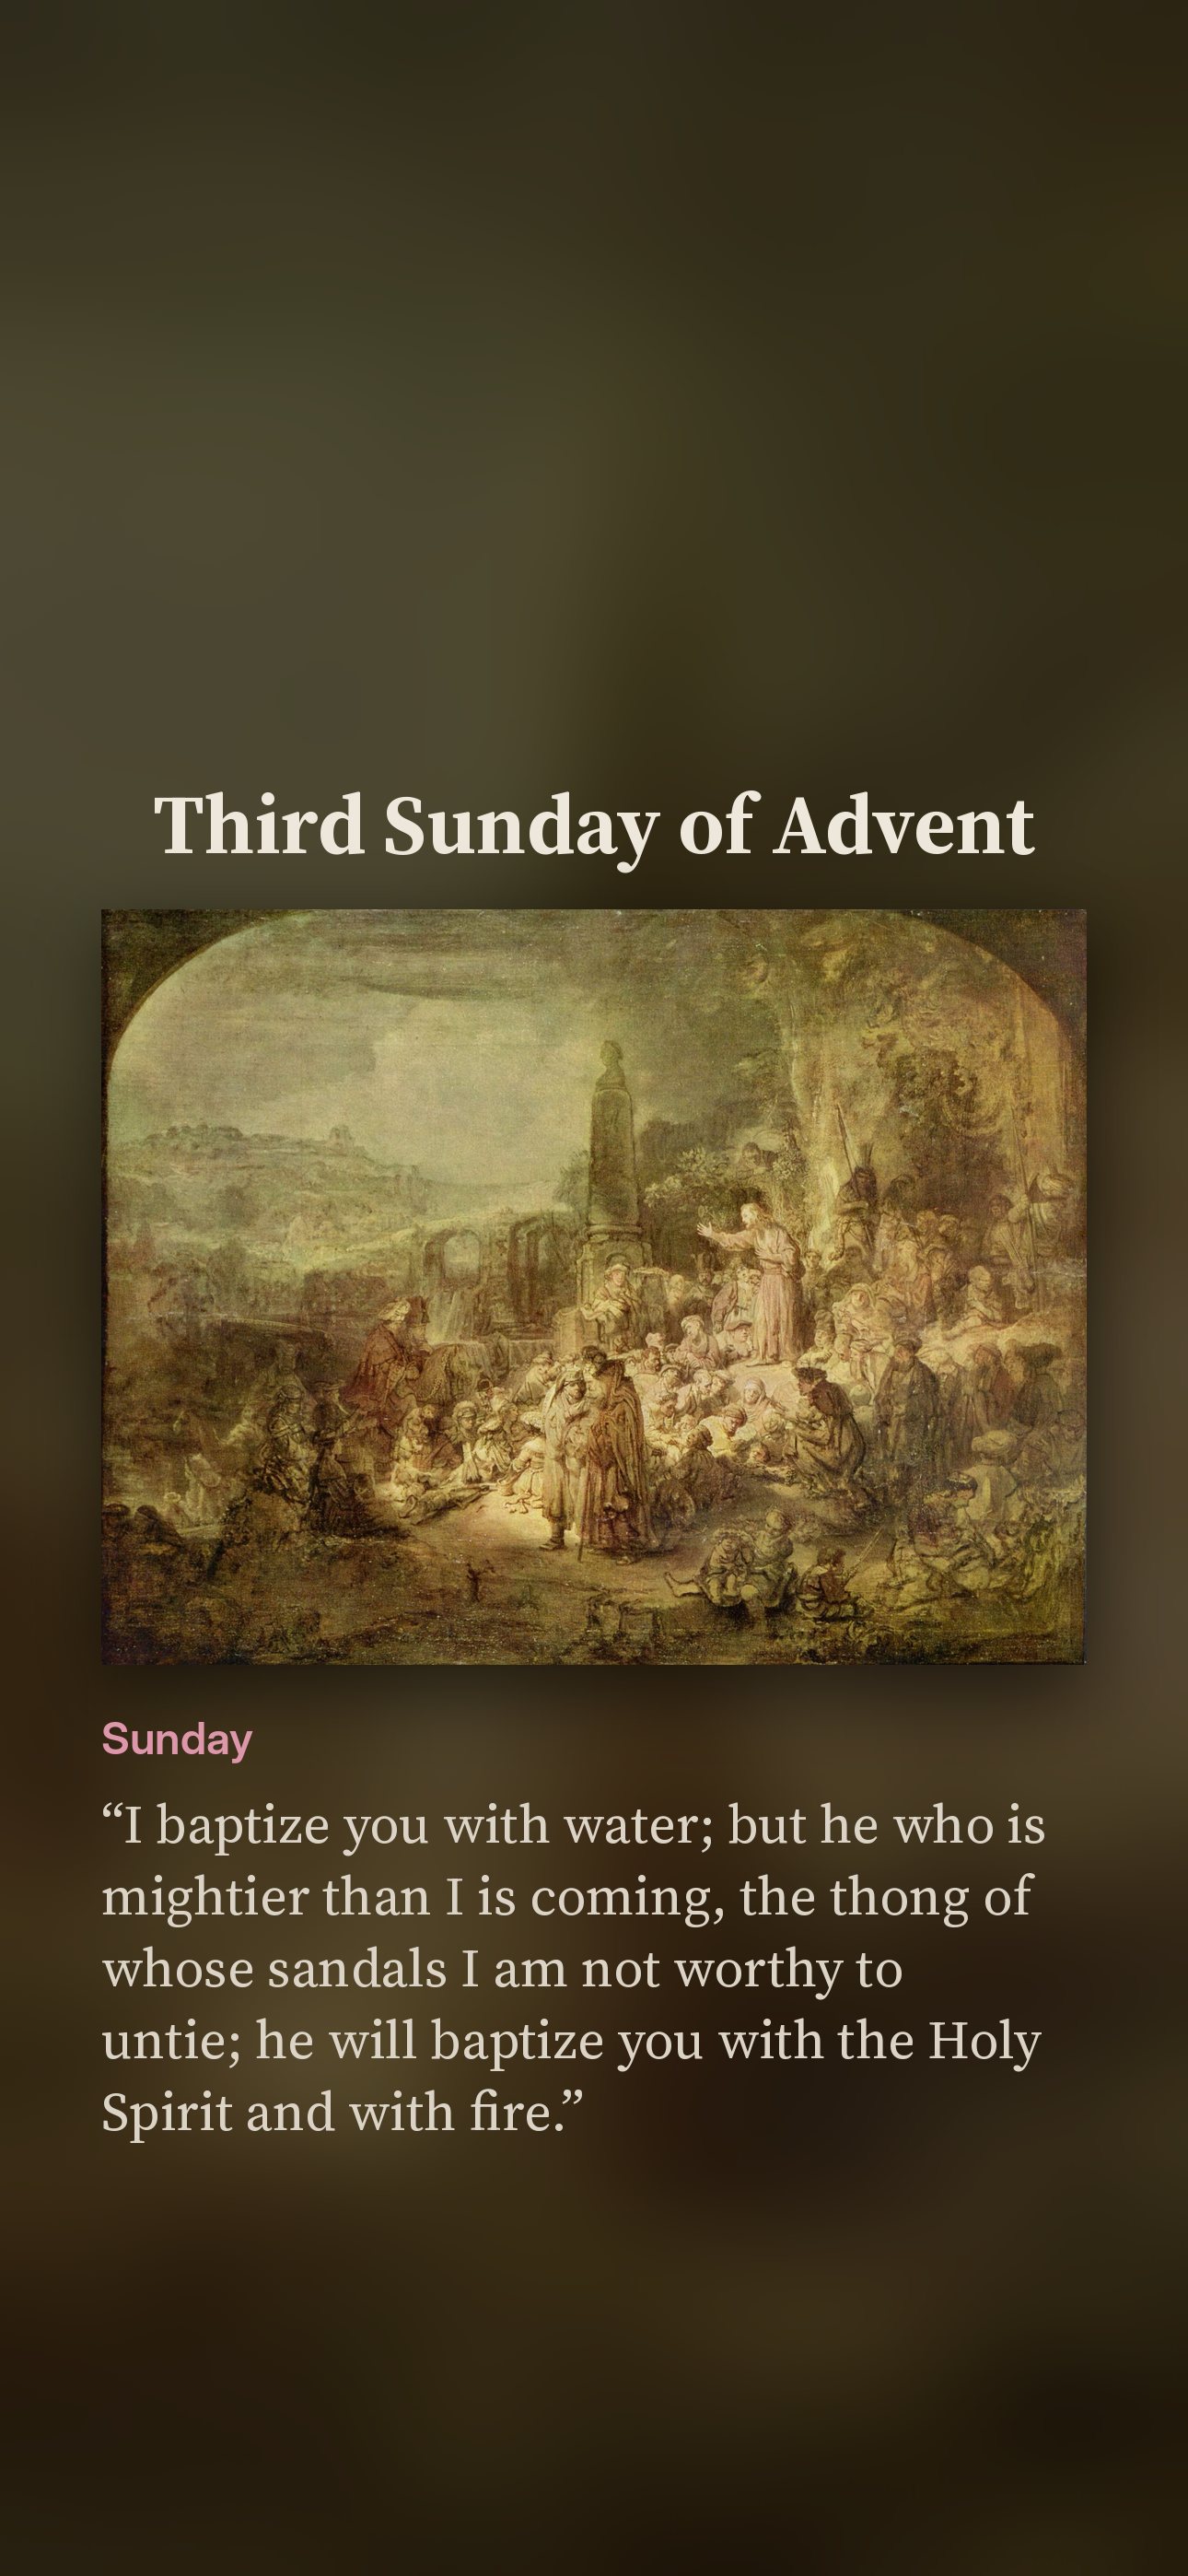 Third Sunday of Advent
Sunday
“I baptize you with water; but he who is
mightier than I is coming, the thong of
whose sandals I am not worthy to
untie; he will baptize you with the Holy
Spirit and with fire.”